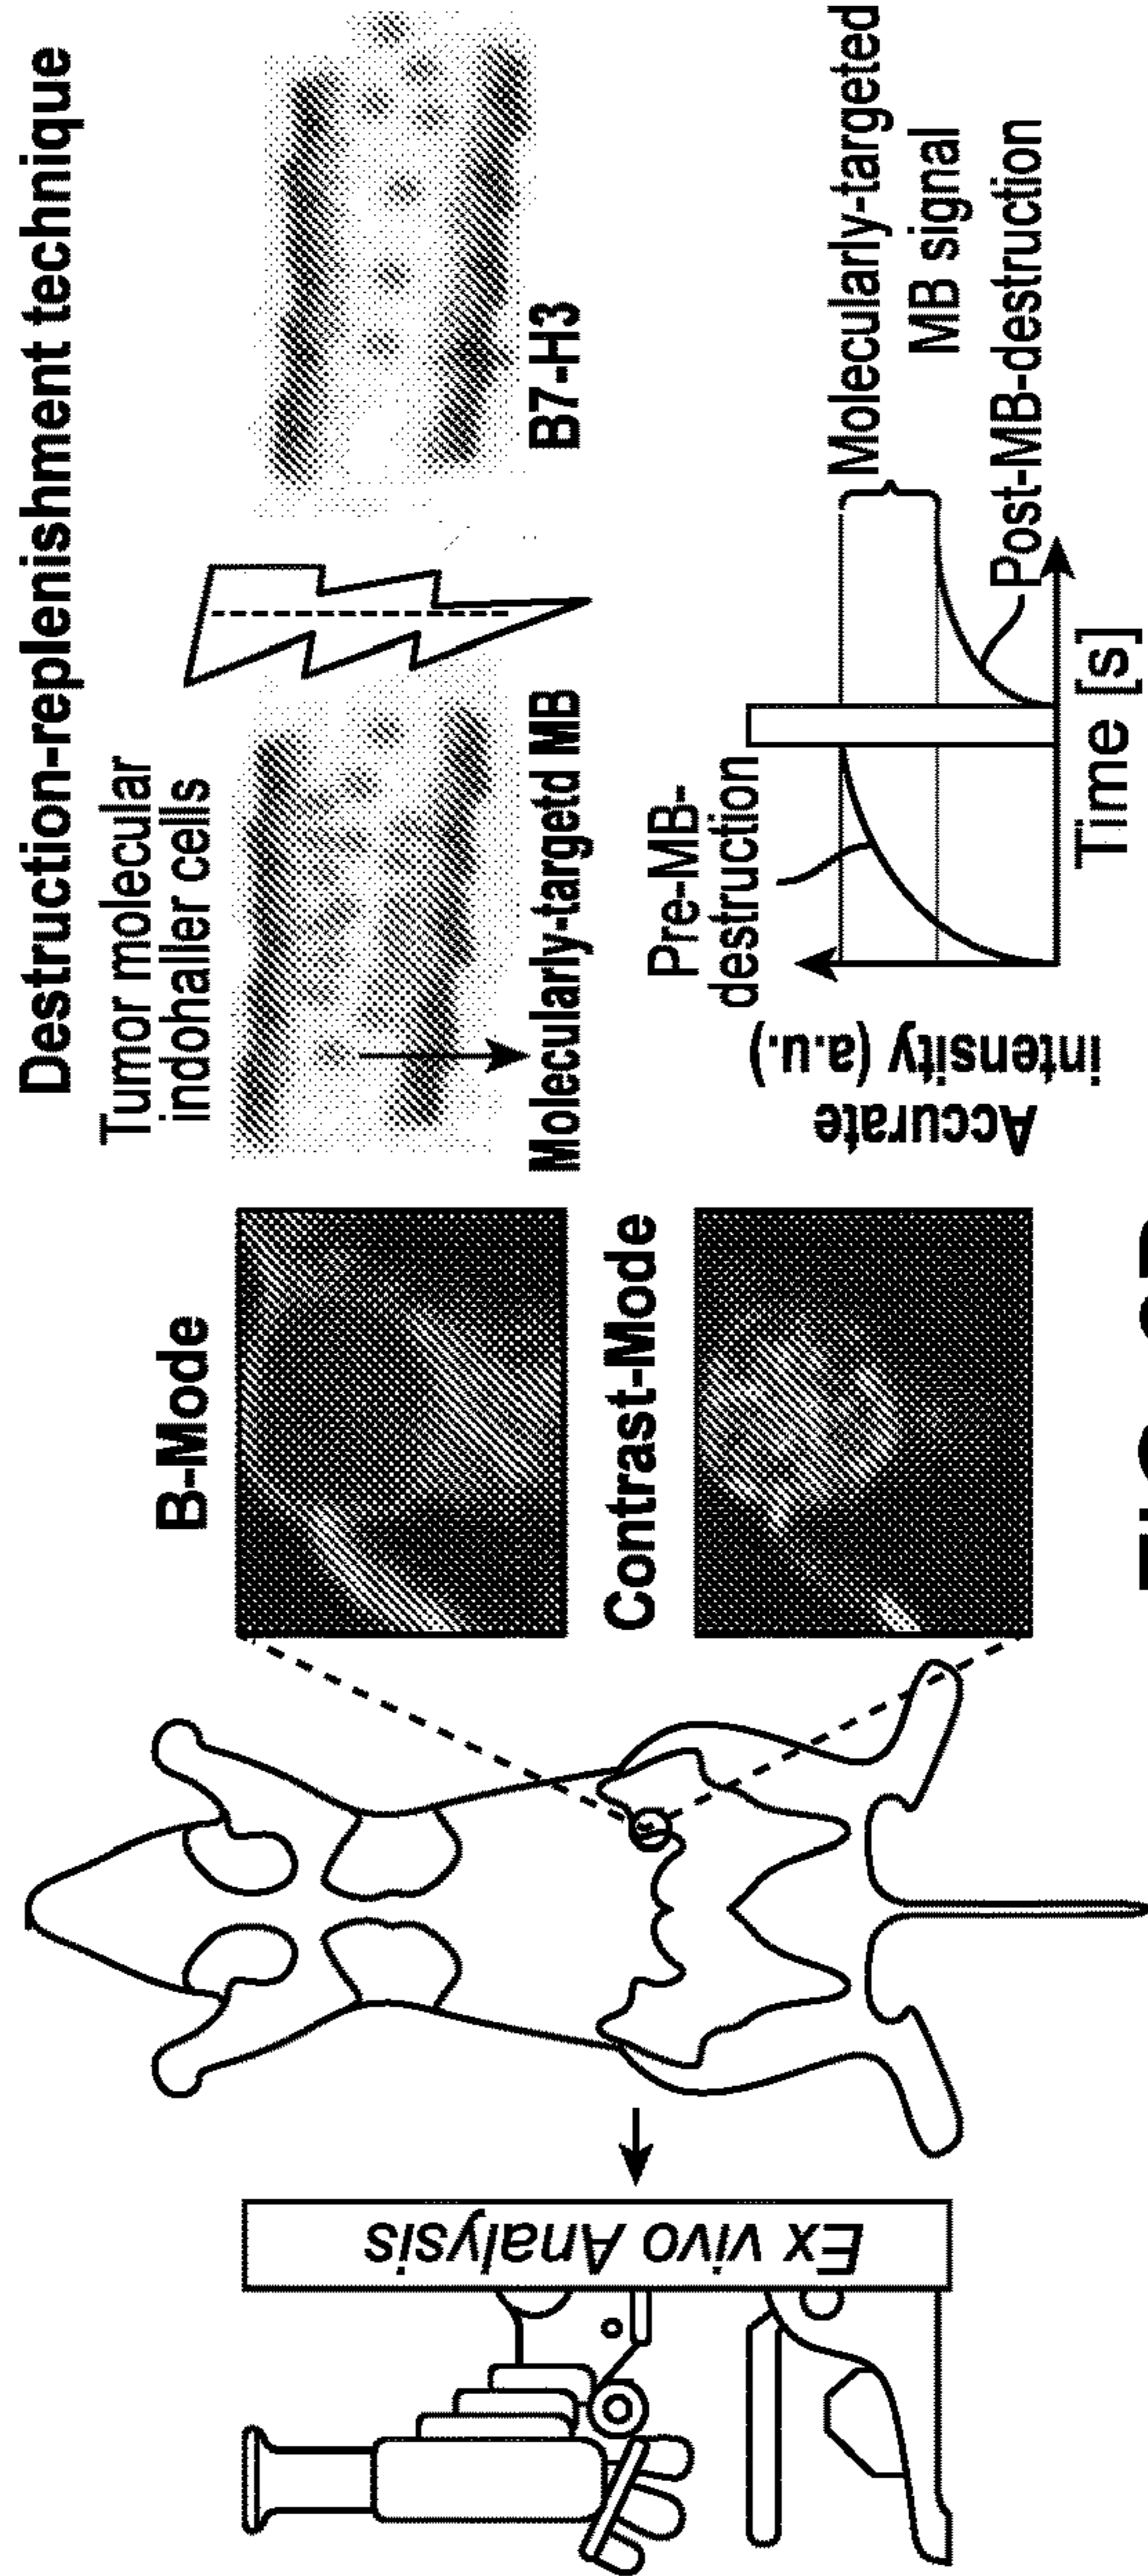 Destruction-replenishment technique
Tumor molecular
indohalier cells
Molecularly-targetd MB
B7-H3
B-Mode
Contrast-Mode
Ex vivo Analysis
Accurate
intensity (a.u.)
Pre-MB-
destruction
Molecularly-targeted
MB signal
Post-MB-destruction
Time [s]